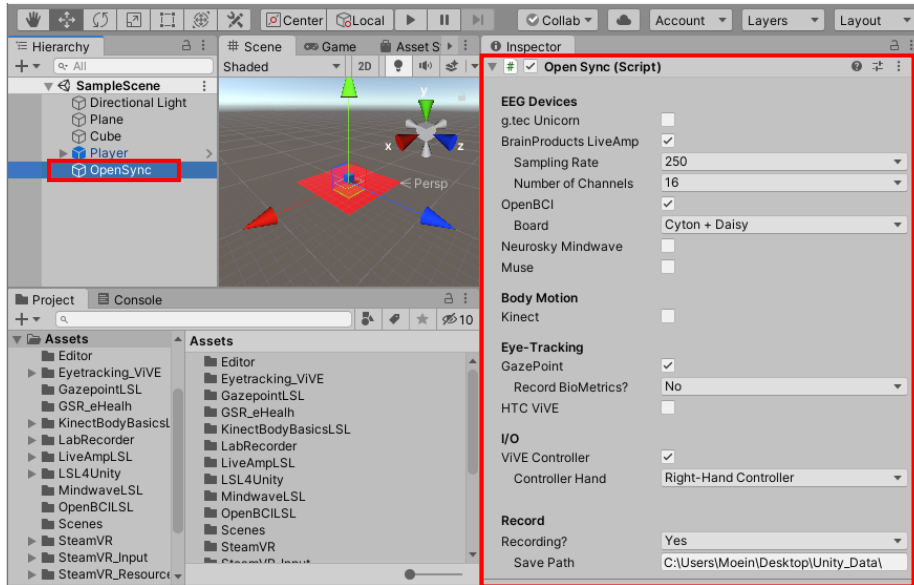 Center Local Collab Account Layers Layout
Hierarchy
All
SampleScene
Directional Light
Plane
Cube
Player
OpenSync
Scene Game Asset S
Shaded 2D
y
x z
Persp
Project Console
10
Assets
Editor
Eyetracking_ViVE
GazepointLSL
GSR_eHealh
KinectBodyBasicsL
LabRecorder
LiveAmpLSL
LSL4Unity
MindwaveLSL
OpenBCILSL
Scenes
SteamVR
SteamVR_Input
SteamVR_Resource
Assets
Editor
Eyetracking_ViVE
GazepointLSL
GSR_eHealh
KinectBodyBasicsLSL
LabRecorder
LiveAmpLSL
LSL4Unity
MindwaveLSL
OpenBCILSL
Scenes
SteamVR
SteamVR_Input
Inspector
Open Sync (Script)
EEG Devices
g.tec Unicorn
BrainProducts LiveAmp
Sampling Rate 250
Number of Channels 16
OpenBCI
Board Cyton + Daisy
Neurosky Mindwave
Muse
Body Motion
Kinect
Eye-Tracking
GazePoint
Record BioMetrics? No
HTC ViVE
I/O
ViVE Controller
Controller Hand Right-Hand Controller
Record
Recording? Yes
Save Path C:\Users\Moein\Desktop\Unity_Data\